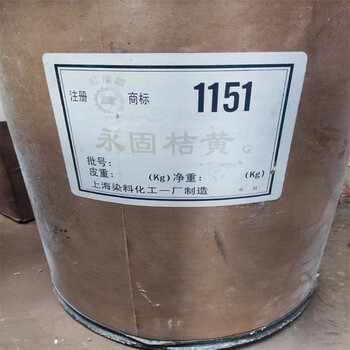 注册 商标 1151
永固桔黄 G
批号:
皮重: (Kg) 净重: (Kg)
上海染料化工一厂制造